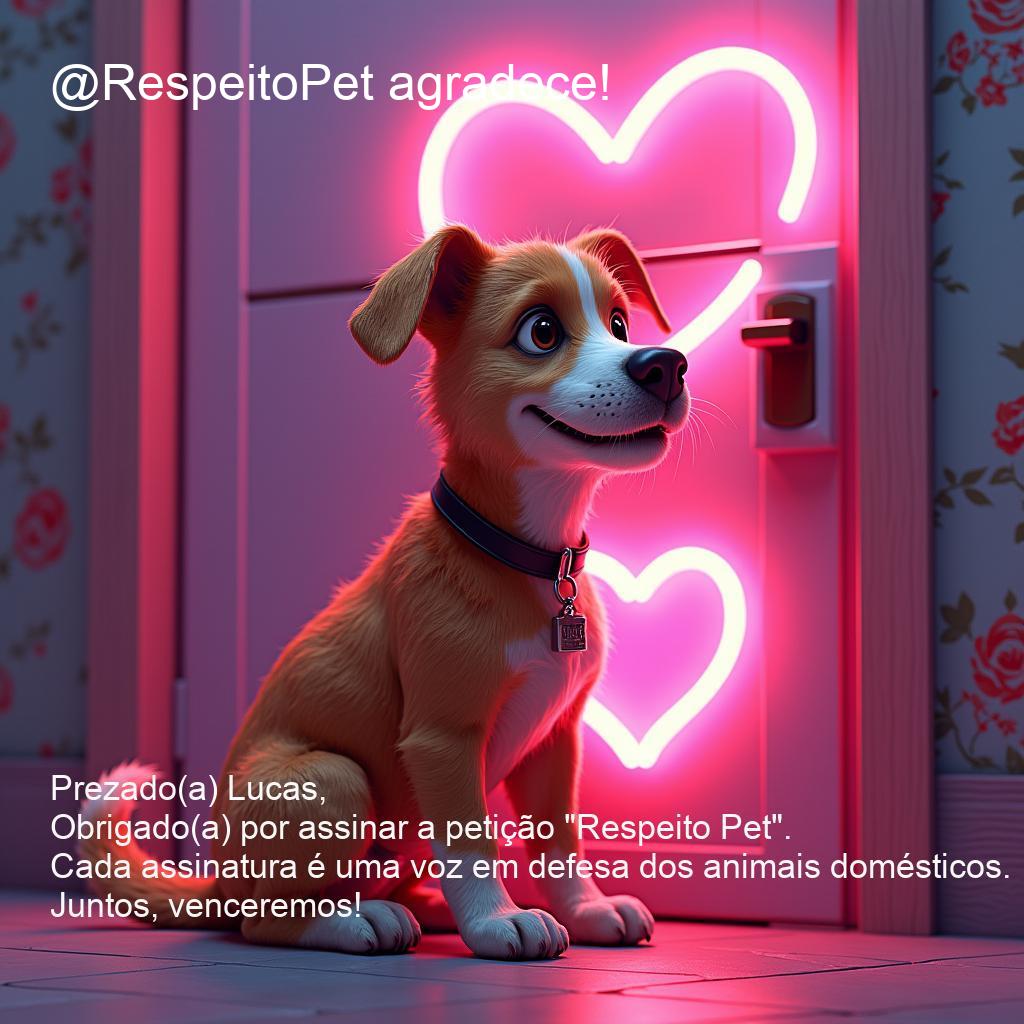 @RespeitoPet agradece!
Prezado(a) Lucas,
Obrigado(a) por assinar a petição "Respeito Pet".
Cada assinatura é uma voz em defesa dos animais domésticos.
Juntos, venceremos!